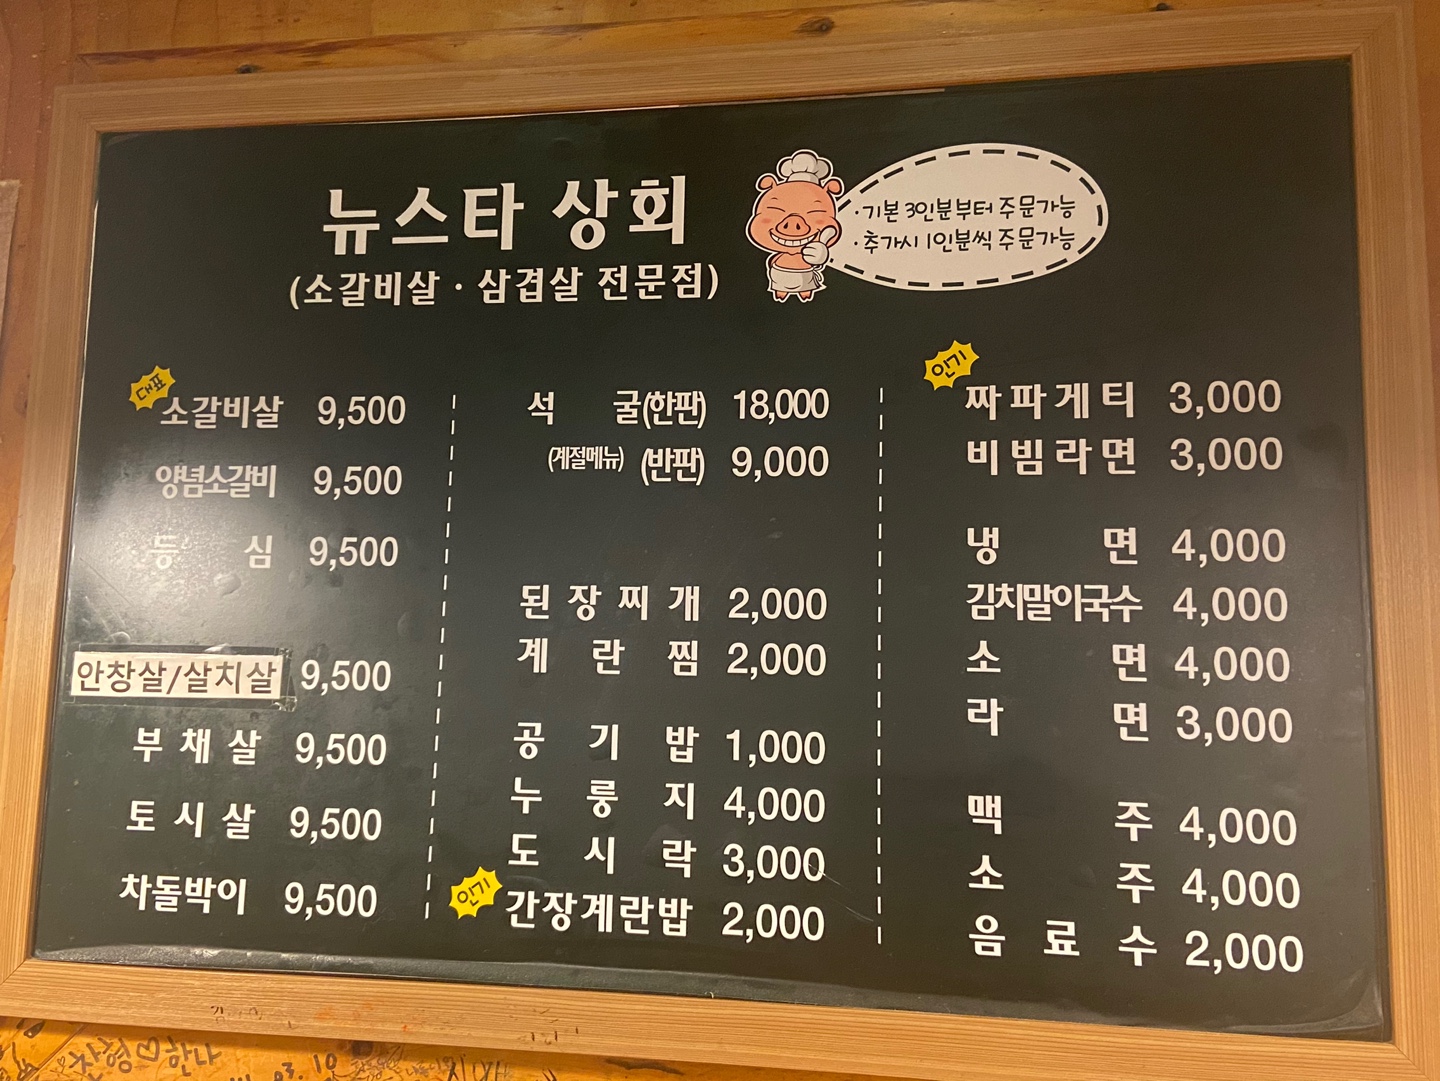 뉴스타 상회
(소갈비살 · 삼겹살 전문점)
· 기본 3인분부터 주문가능
· 추가시 1인분씩 주문가능
대표
소갈비살 9,500
양념소갈비 9,500
등심 9,500
안창살/살치살 9,500
부채살 9,500
토시살 9,500
차돌박이 9,500
석굴(한판) 18,000
(계절메뉴) (반판) 9,000
된장찌개 2,000
계란찜 2,000
공기밥 1,000
누룽지 4,000
도시락 3,000
인기
간장계란밥 2,000
인기
짜파게티 3,000
비빔라면 3,000
냉면 4,000
김치말이국수 4,000
소면 4,000
라면 3,000
맥주 4,000
소주 4,000
음료수 2,000
한나
03.10